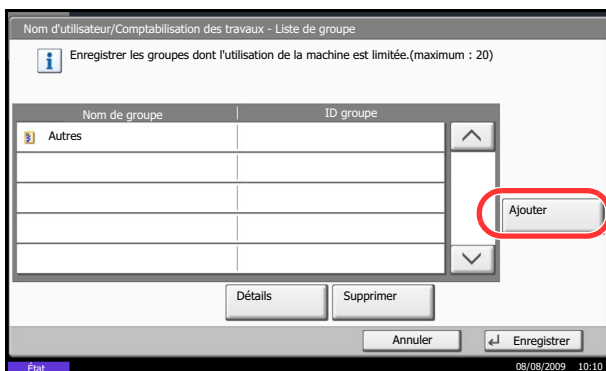 Nom d'utilisateur/Comptabilisation des travaux - Liste de groupe
Enregistrer les groupes dont l'utilisation de la machine est limitée.(maximum : 20)
Nom de groupe ID groupe
Autres
Ajouter
Détails Supprimer
Annuler Enregistrer
État 08/08/2009 10:10